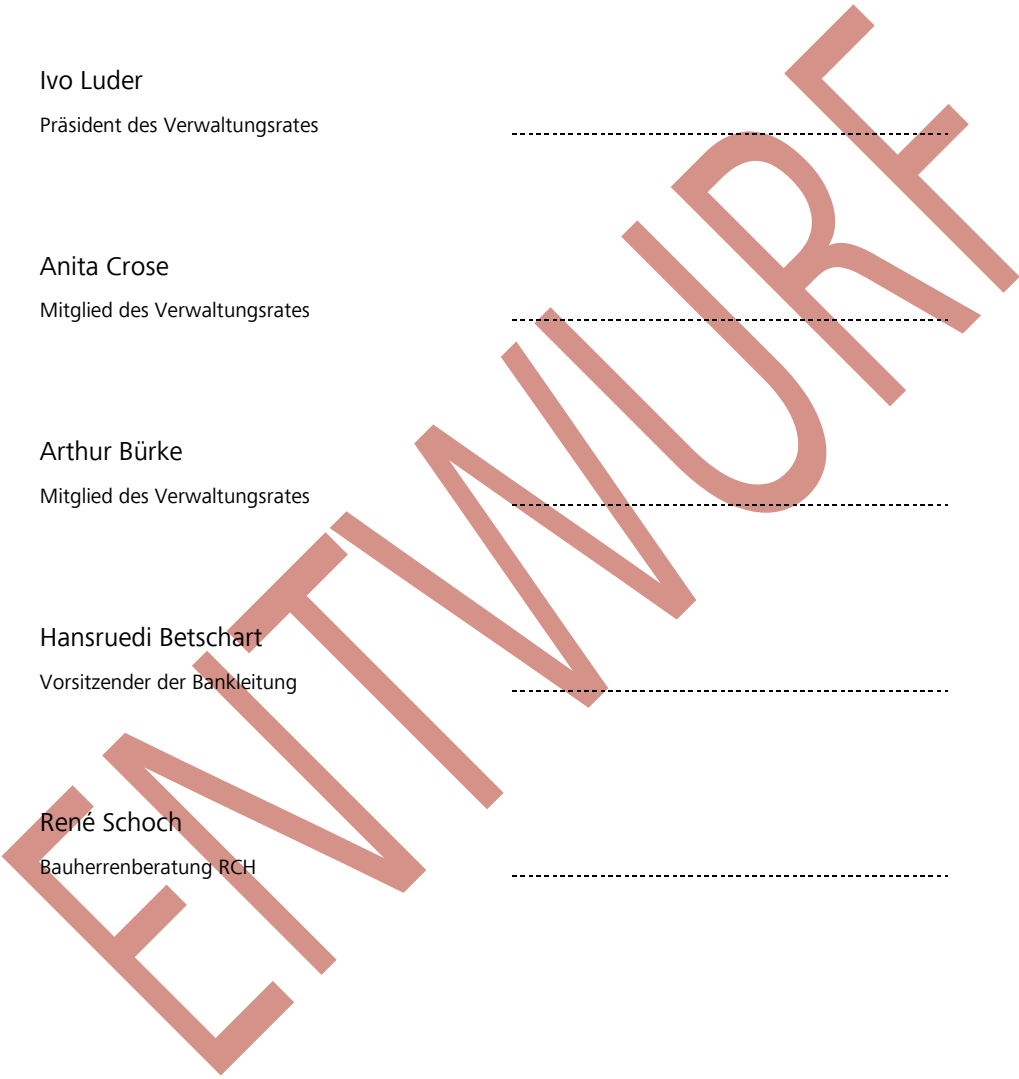 Ivo Luder
Präsident des Verwaltungsrates
Anita Crose
Mitglied des Verwaltungsrates
Arthur Bürke
Mitglied des Verwaltungsrates
Hansruedi Betschart
Vorsitzender der Bankleitung
René Schoch
Bauherrenberatung RCH
ENTWURF